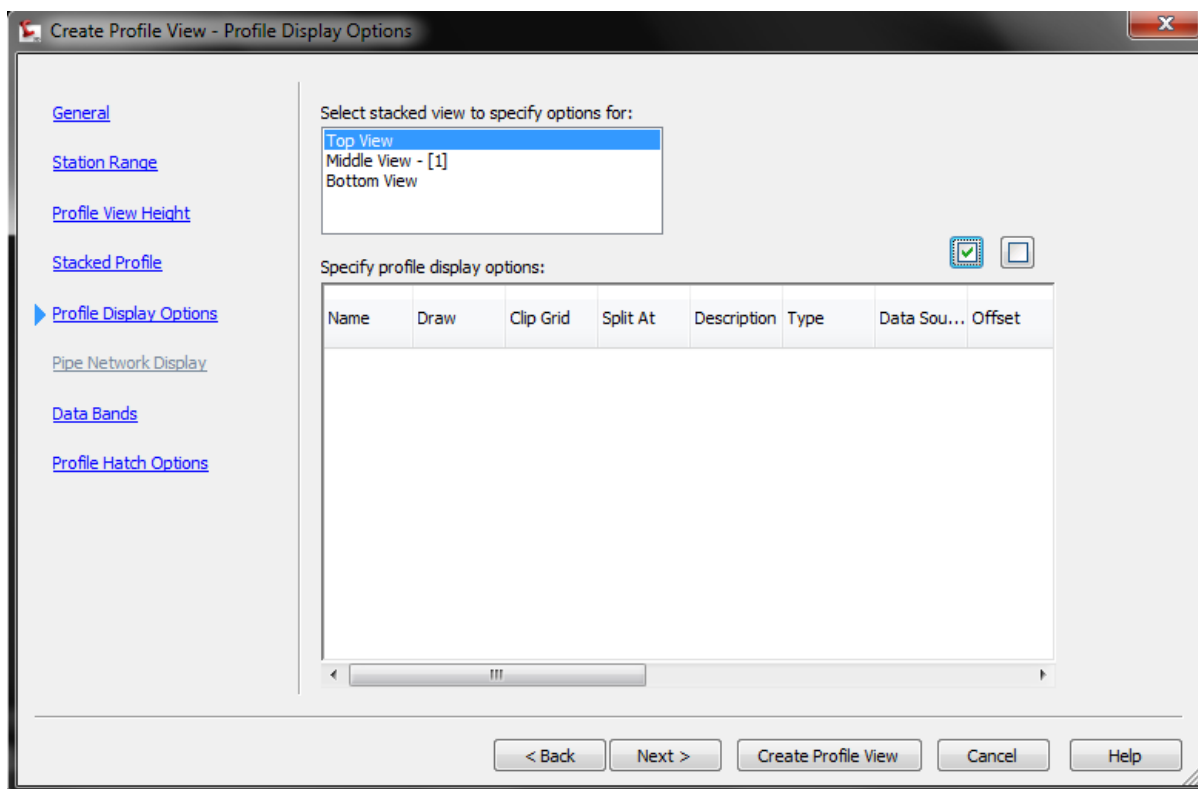 Create Profile View - Profile Display Options
General
Station Range
Profile View Height
Stacked Profile
Profile Display Options
Pipe Network Display
Data Bands
Profile Hatch Options
Select stacked view to specify options for:
Top View
Middle View - [1]
Bottom View
Specify profile display options:
Name Draw Clip Grid Split At Description Type Data Sou... Offset
< Back Next > Create Profile View Cancel Help